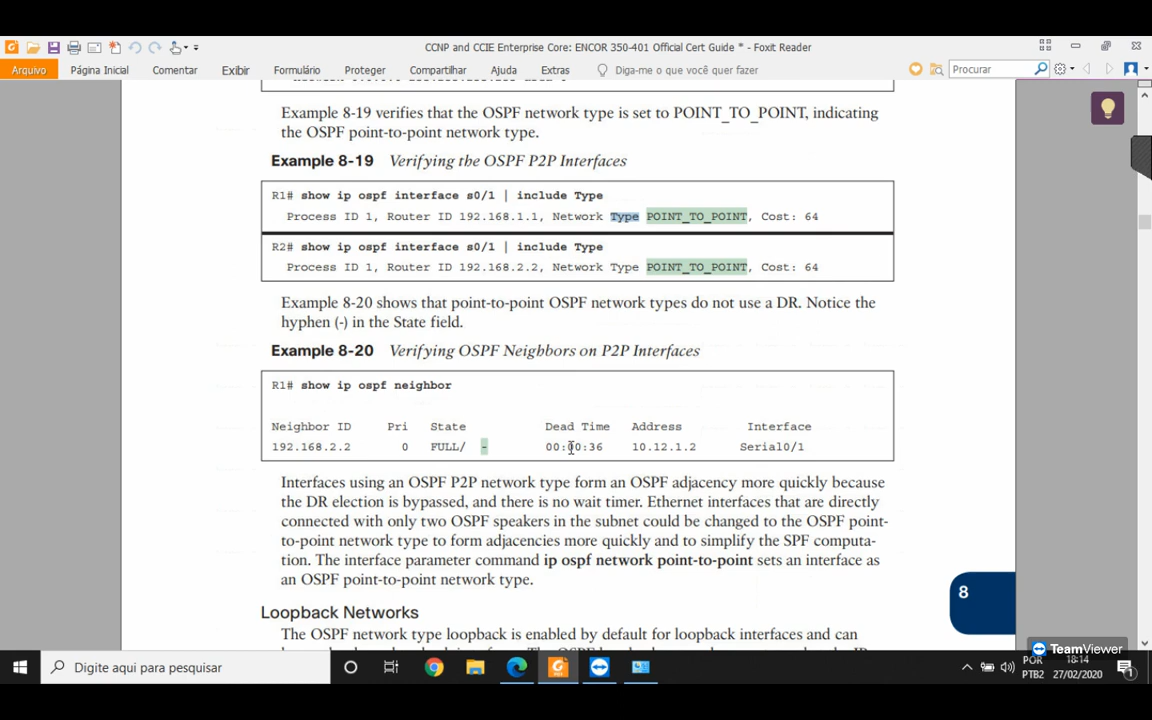 CCNP and CCIE Enterprise Core: ENCOR 350-401 Official Cert Guide * - Foxit Reader
Arquivo Página Inicial Comentar Exibir Formulário Proteger Compartilhar Ajuda Extras Diga-me o que você quer fazer Procurar
Example 8-19 verifies that the OSPF network type is set to POINT_TO_POINT, indicating
the OSPF point-to-point network type.
Example 8-19 Verifying the OSPF P2P Interfaces
R1# show ip ospf interface s0/1 | include Type
Process ID 1, Router ID 192.168.1.1, Network Type POINT_TO_POINT, Cost: 64
R2# show ip ospf interface s0/1 | include Type
Process ID 1, Router ID 192.168.2.2, Network Type POINT_TO_POINT, Cost: 64
Example 8-20 shows that point-to-point OSPF network types do not use a DR. Notice the
hyphen (-) in the State field.
Example 8-20 Verifying OSPF Neighbors on P2P Interfaces
R1# show ip ospf neighbor
Neighbor ID Pri State Dead Time Address Interface
192.168.2.2 0 FULL/ - 00:00:36 10.12.1.2 Serial0/1
Interfaces using an OSPF P2P network type form an OSPF adjacency more quickly because
the DR election is bypassed, and there is no wait timer. Ethernet interfaces that are directly
connected with only two OSPF speakers in the subnet could be changed to the OSPF point-
to-point network type to form adjacencies more quickly and to simplify the SPF computa-
tion. The interface parameter command ip ospf network point-to-point sets an interface as
an OSPF point-to-point network type.
8
Loopback Networks
The OSPF network type loopback is enabled by default for loopback interfaces and can
TeamViewer
Digite aqui para pesquisar
POR
PTB2
18:14
27/02/2020
1